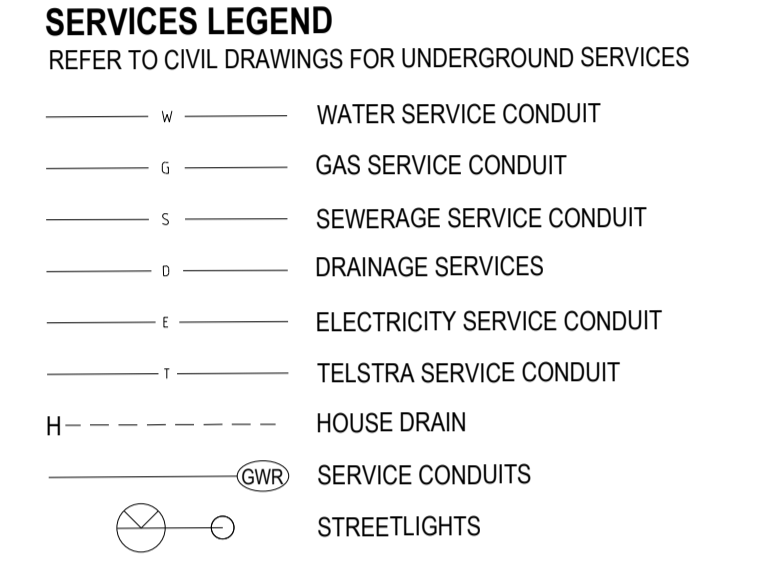 SERVICES LEGEND
REFER TO CIVIL DRAWINGS FOR UNDERGROUND SERVICES
W WATER SERVICE CONDUIT
G GAS SERVICE CONDUIT
S SEWERAGE SERVICE CONDUIT
D DRAINAGE SERVICES
E ELECTRICITY SERVICE CONDUIT
T TELSTRA SERVICE CONDUIT
H HOUSE DRAIN
GWR SERVICE CONDUITS
STREETLIGHTS